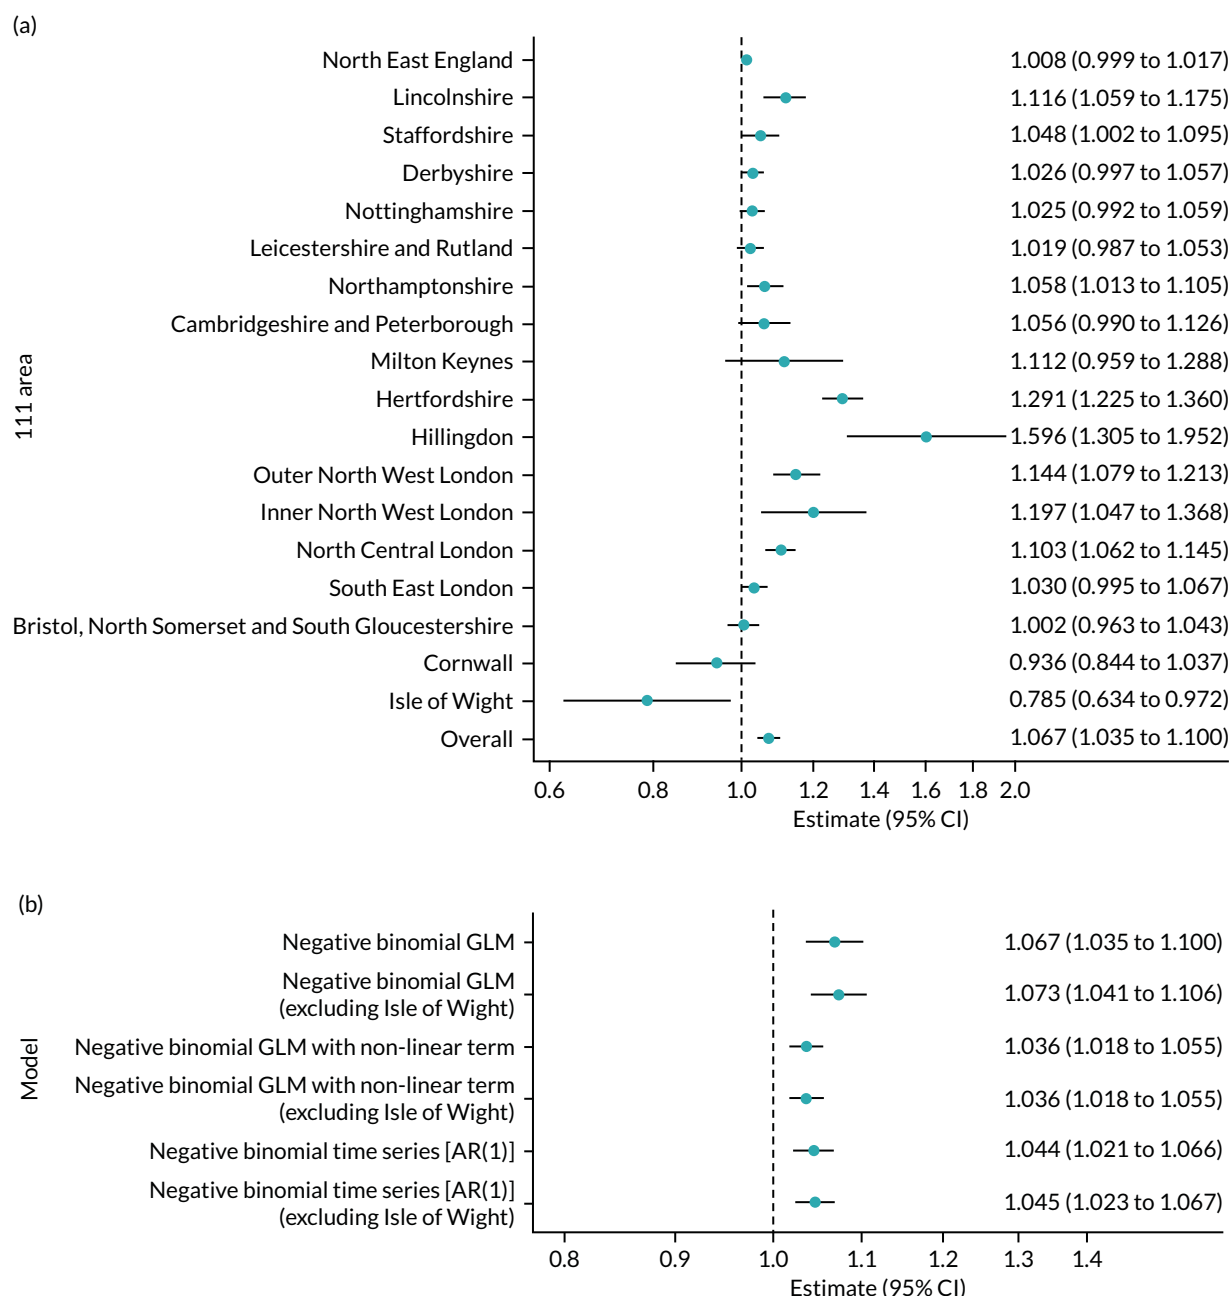 (a)
111 area
North East England 1.008 (0.999 to 1.017)
Lincolnshire 1.116 (1.059 to 1.175)
Staffordshire 1.048 (1.002 to 1.095)
Derbyshire 1.026 (0.997 to 1.057)
Nottinghamshire 1.025 (0.992 to 1.059)
Leicestershire and Rutland 1.019 (0.987 to 1.053)
Northamptonshire 1.058 (1.013 to 1.105)
Cambridgeshire and Peterborough 1.056 (0.990 to 1.126)
Milton Keynes 1.112 (0.959 to 1.288)
Hertfordshire 1.291 (1.225 to 1.360)
Hillingdon 1.596 (1.305 to 1.952)
Outer North West London 1.144 (1.079 to 1.213)
Inner North West London 1.197 (1.047 to 1.368)
North Central London 1.103 (1.062 to 1.145)
South East London 1.030 (0.995 to 1.067)
Bristol, North Somerset and South Gloucestershire 1.002 (0.963 to 1.043)
Cornwall 0.936 (0.844 to 1.037)
Isle of Wight 0.785 (0.634 to 0.972)
Overall 1.067 (1.035 to 1.100)
0.6 0.8 1.0 1.2 1.4 1.6 1.8 2.0
Estimate (95% CI)
(b)
Model
Negative binomial GLM 1.067 (1.035 to 1.100)
Negative binomial GLM
(excluding Isle of Wight) 1.073 (1.041 to 1.106)
Negative binomial GLM with non-linear term 1.036 (1.018 to 1.055)
Negative binomial GLM with non-linear term
(excluding Isle of Wight) 1.036 (1.018 to 1.055)
Negative binomial time series [AR(1)] 1.044 (1.021 to 1.066)
Negative binomial time series [AR(1)]
(excluding Isle of Wight) 1.045 (1.023 to 1.067)
0.8 0.9 1.0 1.1 1.2 1.3 1.4
Estimate (95% CI)